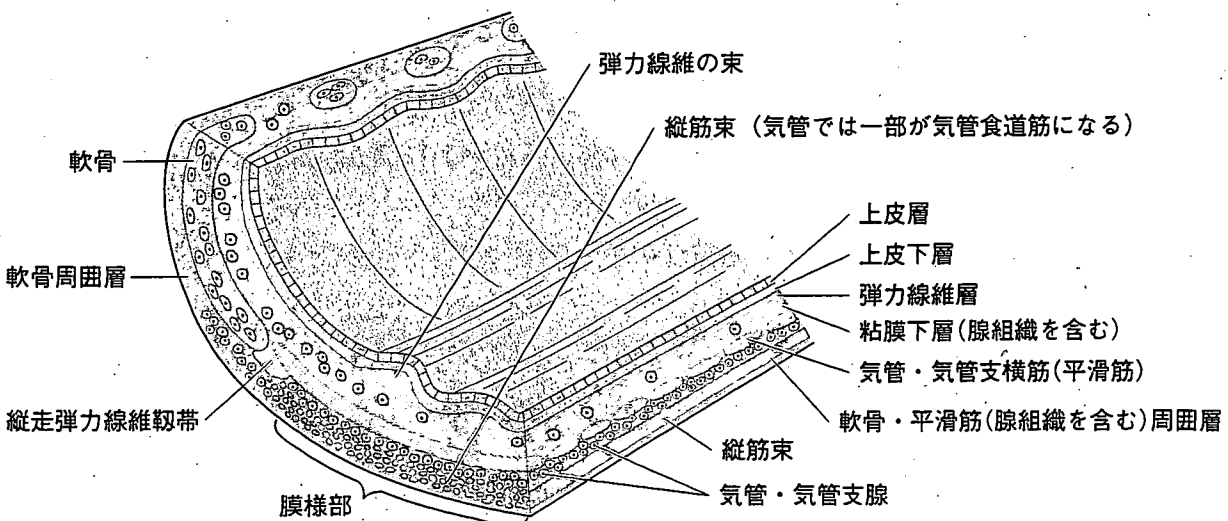 弾力線維の束
縦筋束（気管では一部が気管食道筋になる）
軟骨
上皮層
上皮下層
軟骨周囲層
弾力線維層
粘膜下層(腺組織を含む)
気管・気管支横筋(平滑筋)
縦走弾力線維靱帯
軟骨・平滑筋(腺組織を含む)周囲層
縦筋束
気管・気管支腺
膜様部